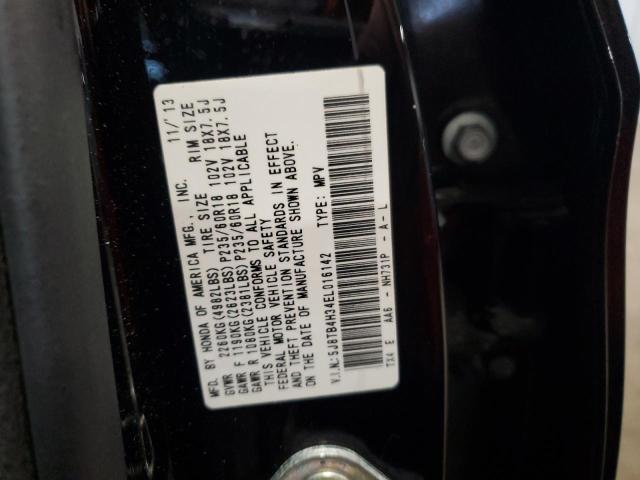 MFD. BY HONDA OF AMERICA MFG., INC. 11/'13
GVWR 2260KG(4982LBS) TIRE SIZE RIM SIZE
GAWR F 1190KG(2623LBS)P235/60R18 102V 18X7.5J
GAWR R 1080KG(2381LBS)P235/60R18 102V 18X7.5J
THIS VEHICLE CONFORMS TO ALL APPLICABLE
FEDERAL MOTOR VEHICLE SAFETY
THEFT PREVENTION STANDARDS IN EFFECT
ON THE DATE OF MANUFACTURE SHOWN ABOVE.
V.I.N.:5J8TB4H34EL016142 TYPE: MPV
TX4 E AA6 - NH731P - A - L